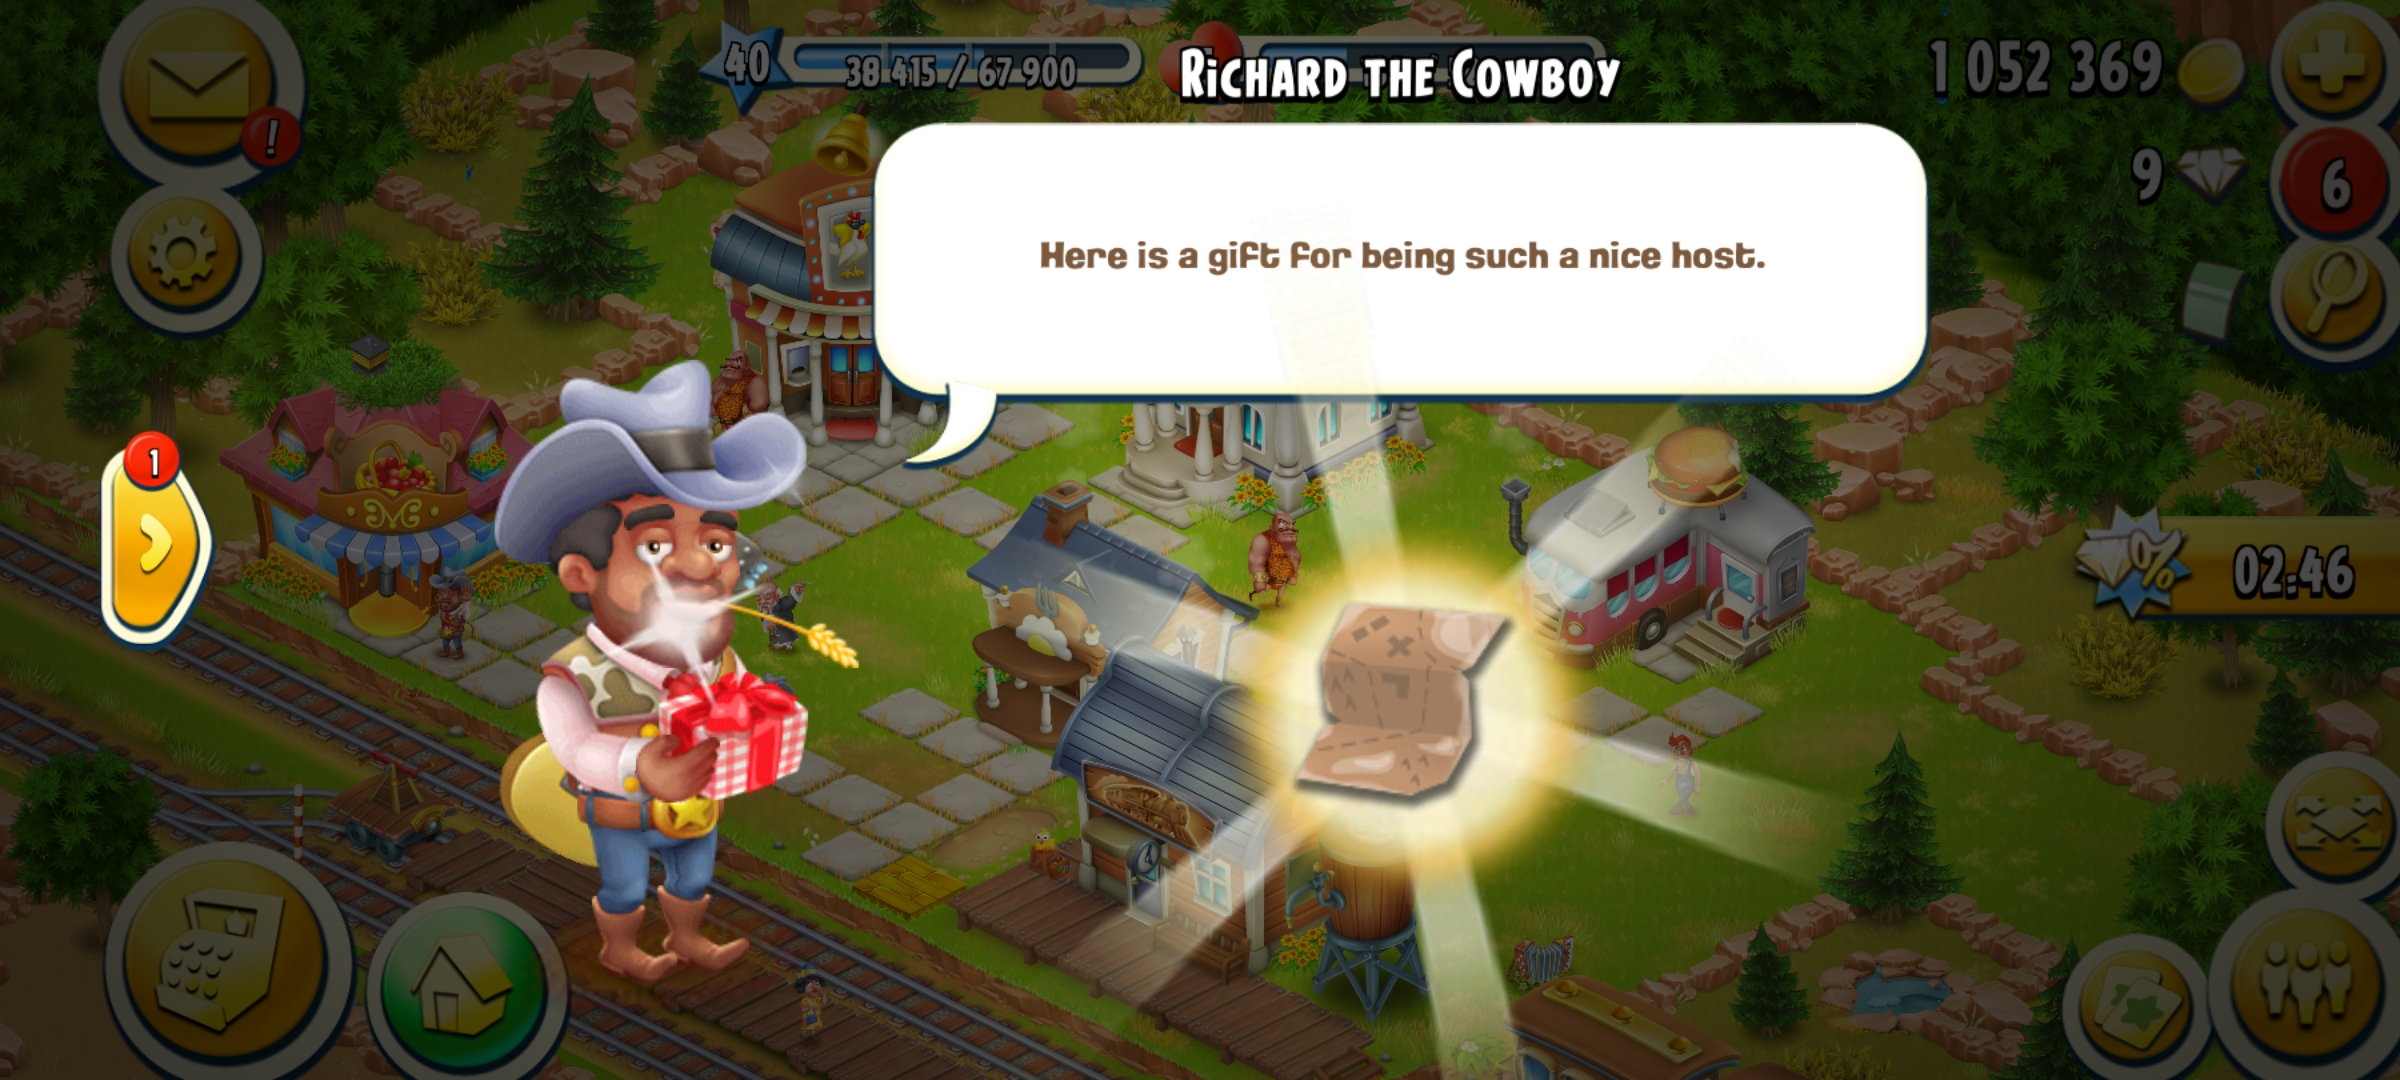 40
38 415 / 67 900
RICHARD THE COWBOY
1 052 369
!
9
6
Here is a gift for being such a nice host.
1
%
02:46